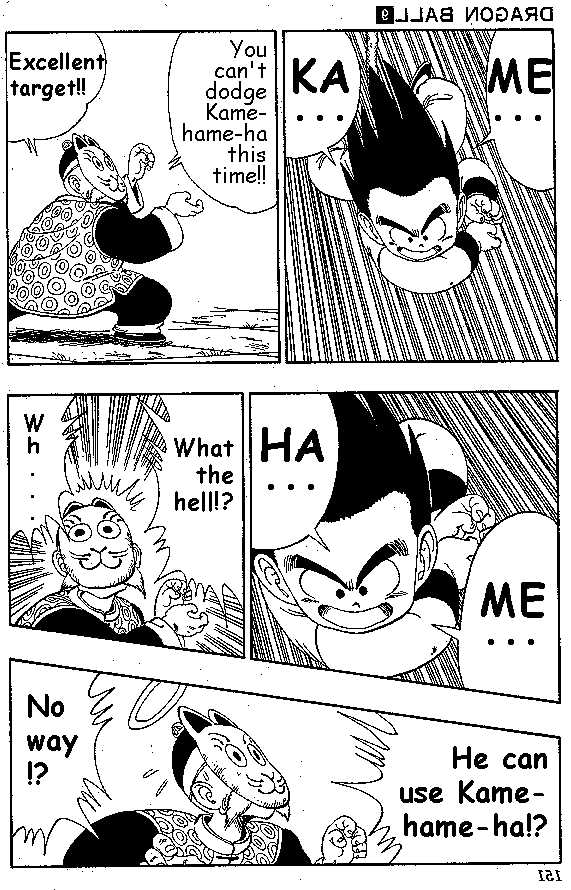 DRAGON BALL 9
Excellent
target!!
You
can't
dodge
Kame-
hame-ha
this
time!!
KA
...
ME
...
Wh....
What
the
hell!?
HA
...
ME
...
No
way
!?
He can
use Kame-
hame-ha!?
151